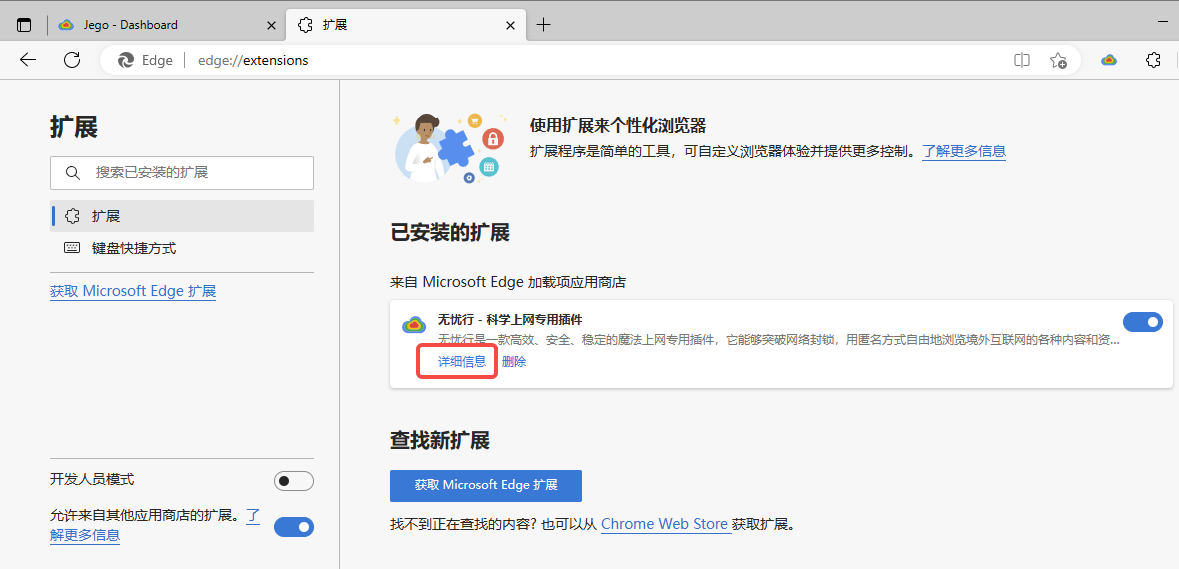 Jego - Dashboard
扩展
Edge
edge://extensions
扩展
搜索已安装的扩展
扩展
键盘快捷方式
获取 Microsoft Edge 扩展
开发人员模式
允许来自其他应用商店的扩展。了
解更多信息
使用扩展来个性化浏览器
扩展程序是简单的工具，可自定义浏览器体验并提供更多控制。了解更多信息
已安装的扩展
来自 Microsoft Edge 加载项应用商店
无忧行 - 科学上网专用插件
无忧行是一款高效、安全、稳定的魔法上网专用插件，它能够突破网络封锁，用匿名方式自由地浏览境外互联网的各种内容和资...
详细信息 删除
查找新扩展
获取 Microsoft Edge 扩展
找不到正在查找的内容? 也可以从 Chrome Web Store 获取扩展。